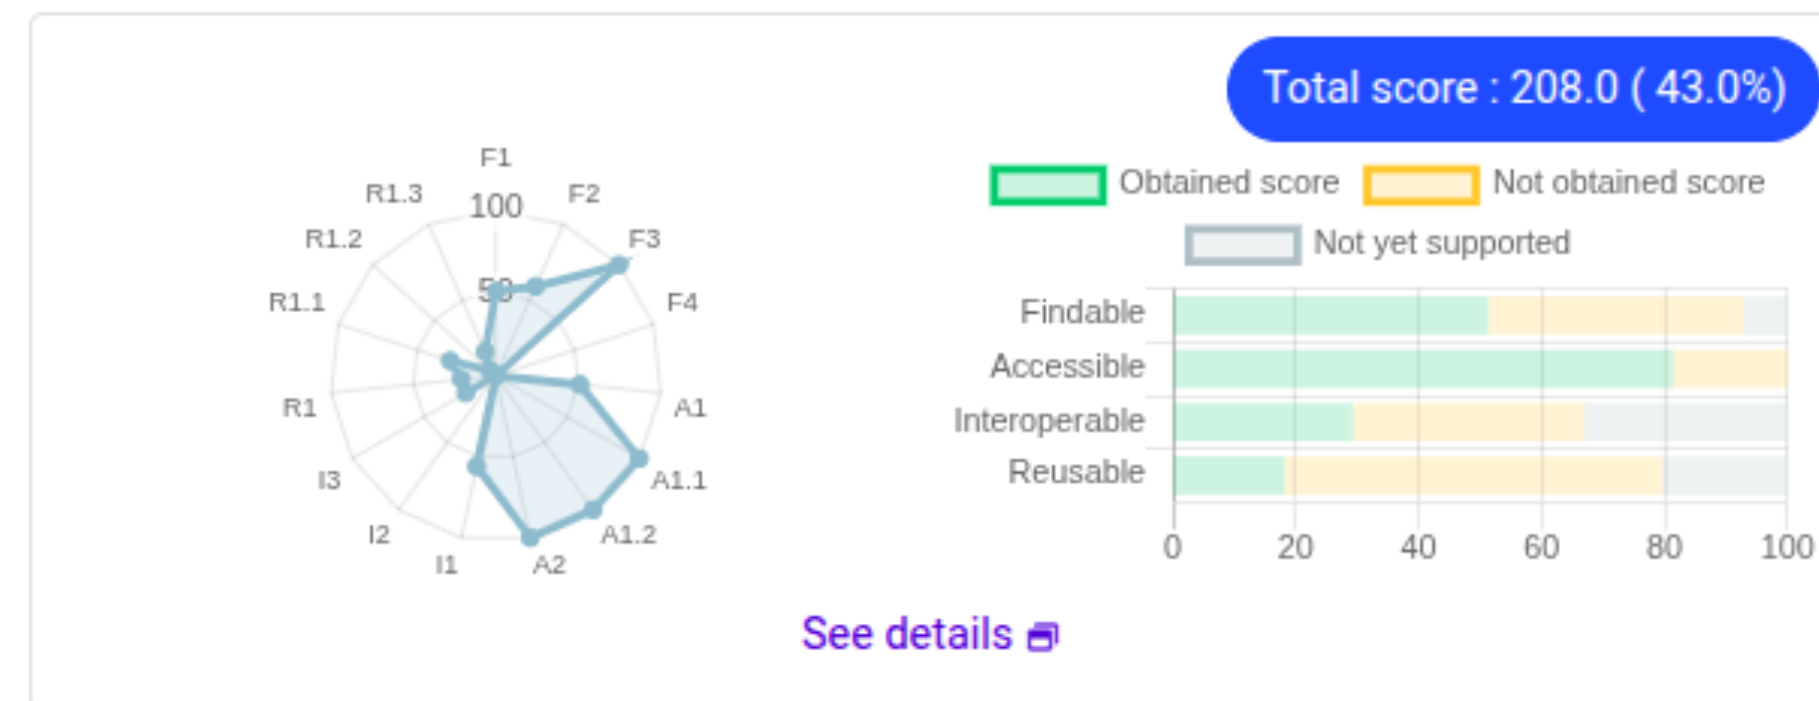 Total score : 208.0 ( 43.0%)
F1
R1.3
100
F2
R1.2
F3
50
R1.1
F4
R1
A1
I3
A1.1
I2
A1.2
I1
A2
Obtained score
Not obtained score
Not yet supported
Findable
Accessible
Interoperable
Reusable
0 20 40 60 80 100
See details